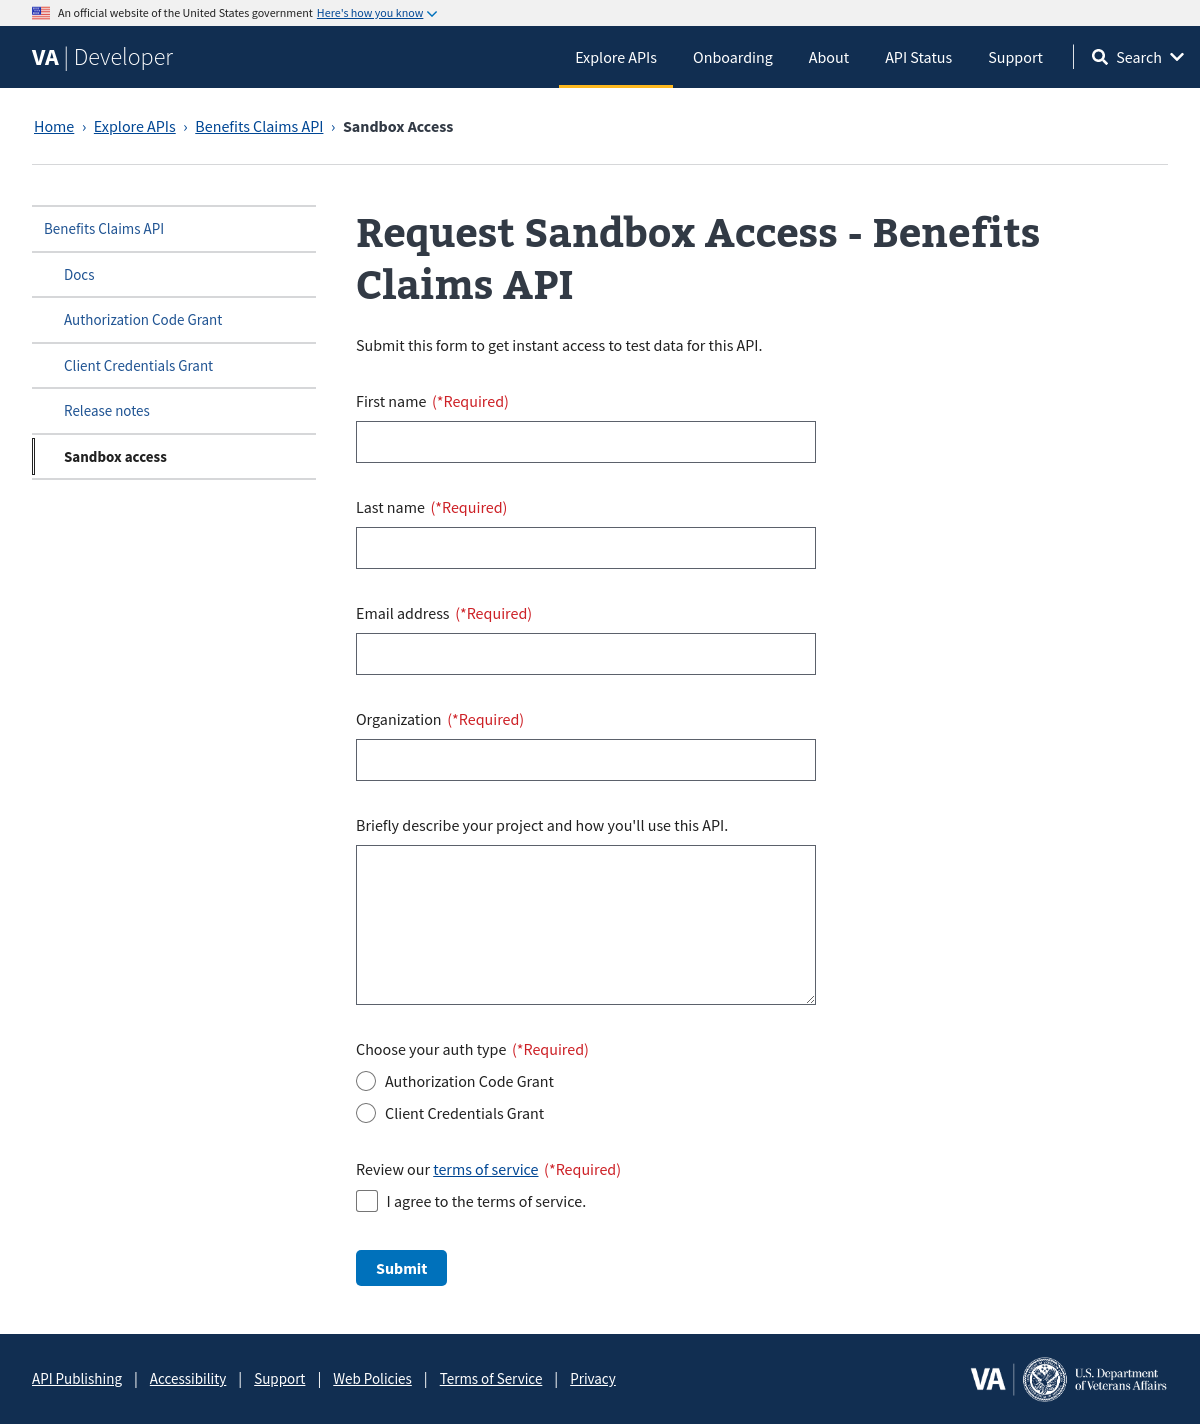 An official website of the United States government Here's how you know
VA | Developer
Explore APIs
Onboarding
About
API Status
Support
Search
Home › Explore APIs › Benefits Claims API › Sandbox Access
Benefits Claims API
Docs
Authorization Code Grant
Client Credentials Grant
Release notes
Sandbox access
Request Sandbox Access - Benefits
Claims API
Submit this form to get instant access to test data for this API.
First name (*Required)
Last name (*Required)
Email address (*Required)
Organization (*Required)
Briefly describe your project and how you'll use this API.
Choose your auth type (*Required)
Authorization Code Grant
Client Credentials Grant
Review our terms of service (*Required)
I agree to the terms of service.
Submit
API Publishing | Accessibility | Support | Web Policies | Terms of Service | Privacy
VA
U.S. Department
of Veterans Affairs